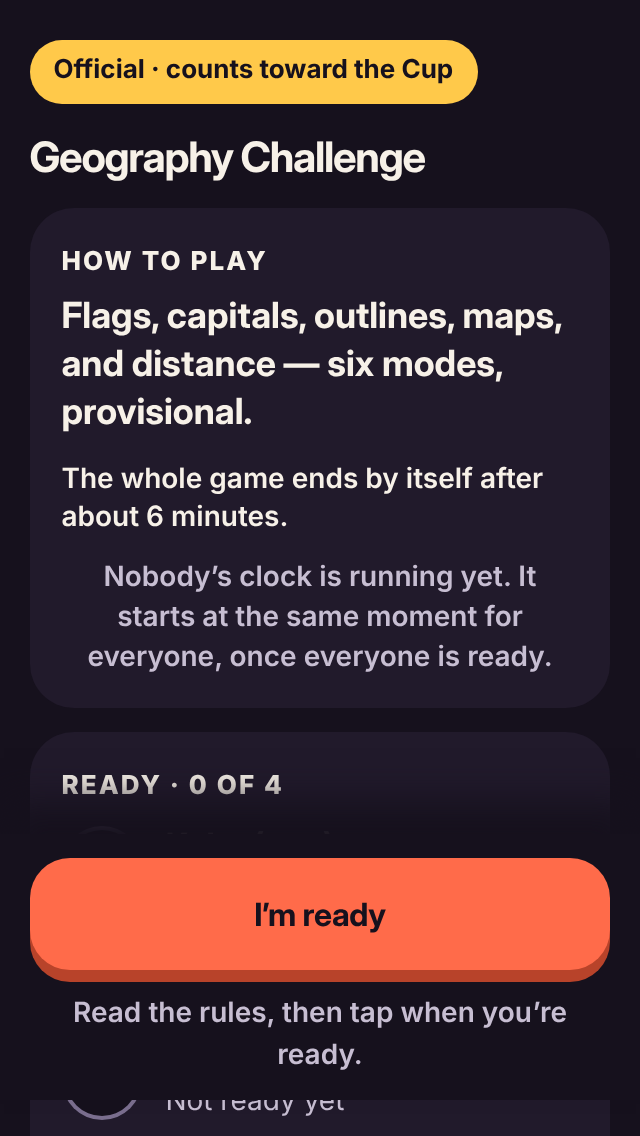 Official · counts toward the Cup
Geography Challenge
HOW TO PLAY
Flags, capitals, outlines, maps,
and distance — six modes,
provisional.
The whole game ends by itself after
about 6 minutes.
Nobody’s clock is running yet. It
starts at the same moment for
everyone, once everyone is ready.
READY · 0 OF 4
I’m ready
Read the rules, then tap when you’re
ready.
Not ready yet